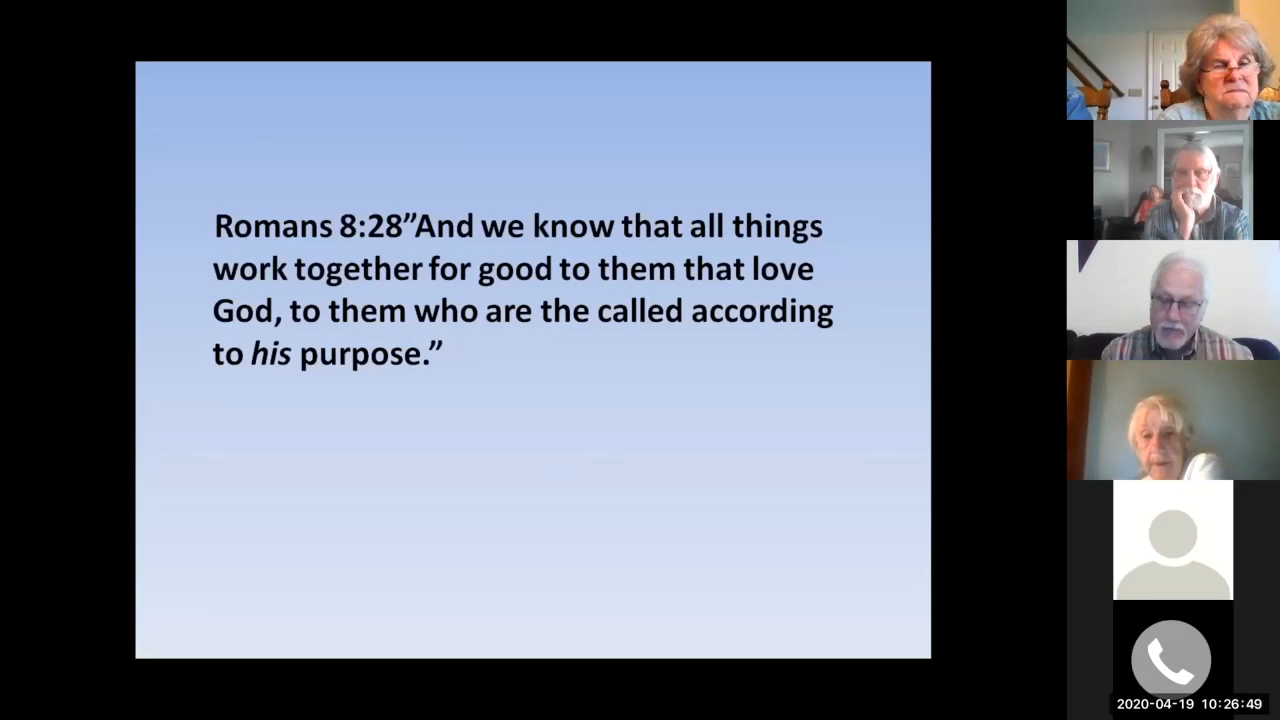 Romans 8:28”And we know that all things
work together for good to them that love
God, to them who are the called according
to his purpose.”
2020-04-19 10:26:49